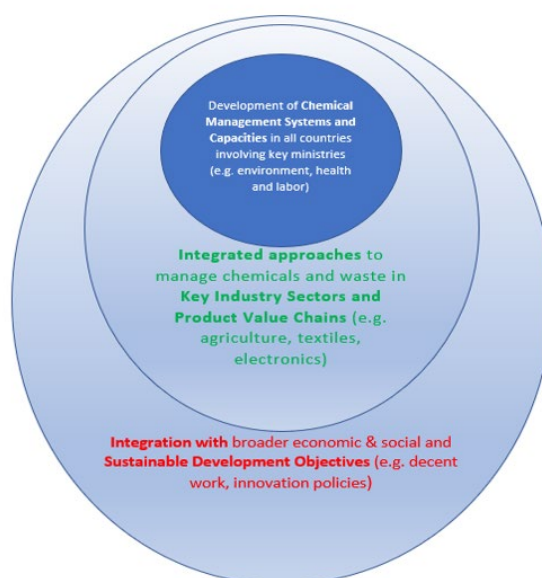 Development of Chemical
Management Systems and
Capacities in all countries
involving key ministries
(e.g. environment, health
and labor)
Integrated approaches to
manage chemicals and waste in
Key Industry Sectors and
Product Value Chains (e.g.
agriculture, textiles,
electronics)
Integration with broader economic & social and
Sustainable Development Objectives (e.g. decent
work, innovation policies)